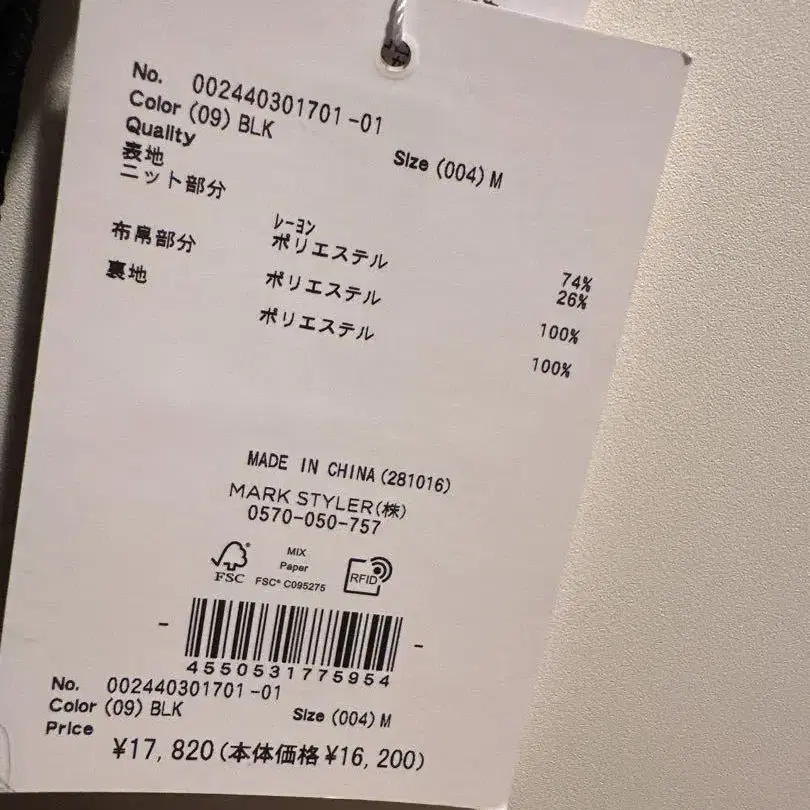 No. 002440301701-01
Color (09) BLK
Size (004) M
Quality
表地
ニット部分
レーヨン 74%
ポリエステル 26%
布帛部分
ポリエステル 100%
裏地
ポリエステル 100%
MADE IN CHINA (281016)
MARK STYLER(株)
0570-050-757
FSC
MIX
Paper
FSC® C095275
RFID
4550531775954
No. 002440301701-01
Color (09) BLK
Size (004) M
Price
¥17,820(本体価格¥16,200)